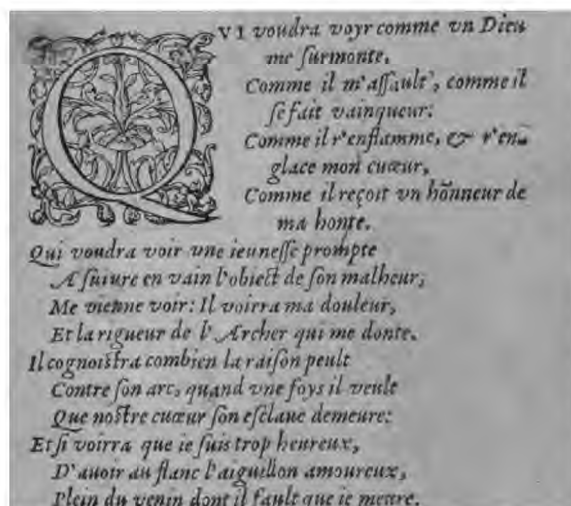 QVI voudra voyr comme vn Dieu
me ſurmonte,
Comme il m'aſſault', comme il
ſe fait vainqueur:
Comme il r'enflamme, & r'en-
glace mon cuœur,
Comme il reçoit vn hõnneur de
ma honte.
Qui voudra voir vne ieuneſſe prompte
A ſuiure en vain l'obiect de ſon malheur,
Me vienne voir: Il voirra ma douleur,
Et la rigueur de l'Archer qui me donte.
Il cognoiſtra combien la raiſon peult
Contre ſon arc, quand vne foys il veult
Que noſtre cuœur ſon eſclaue demeure:
Et ſi voirra que ie ſuis trop heureux,
D'auoir au flanc l'aiguillon amoureux,
Plein du venin dont il fault que ie meure.